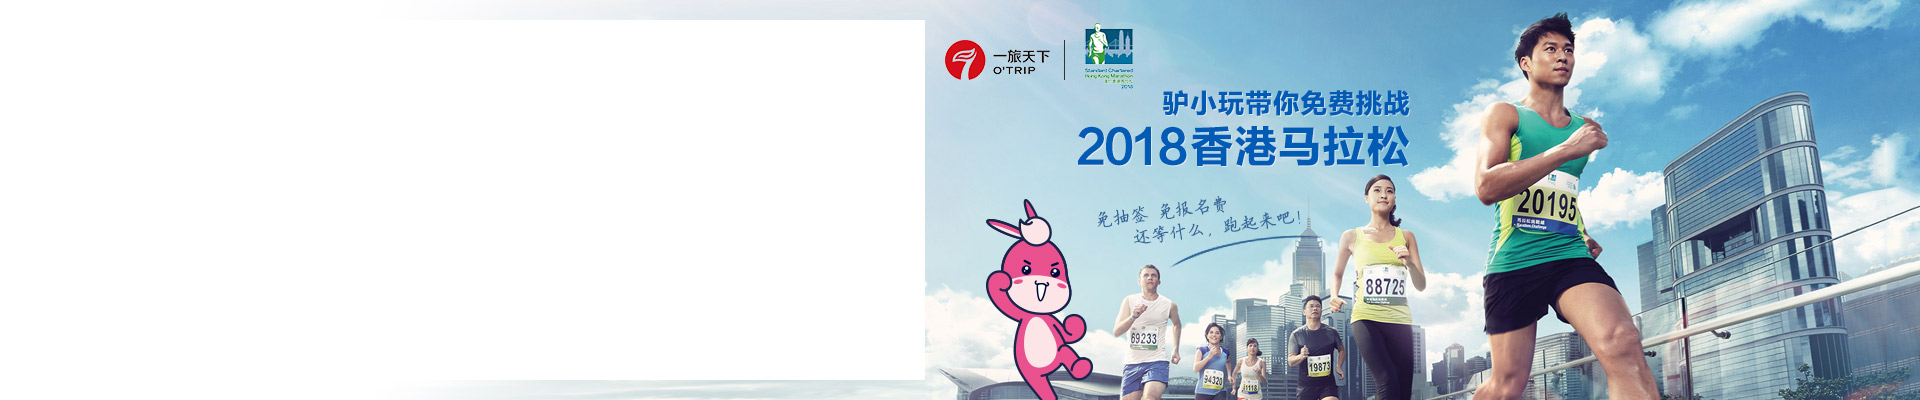 一旅天下
O'TRIP
Standard Chartered
Hong Kong Marathon
2018
驴小玩带你免费挑战
2018香港马拉松
免抽签 免报名费
还等什么，跑起来吧！
20195
88725
69233
94320
1118
19873